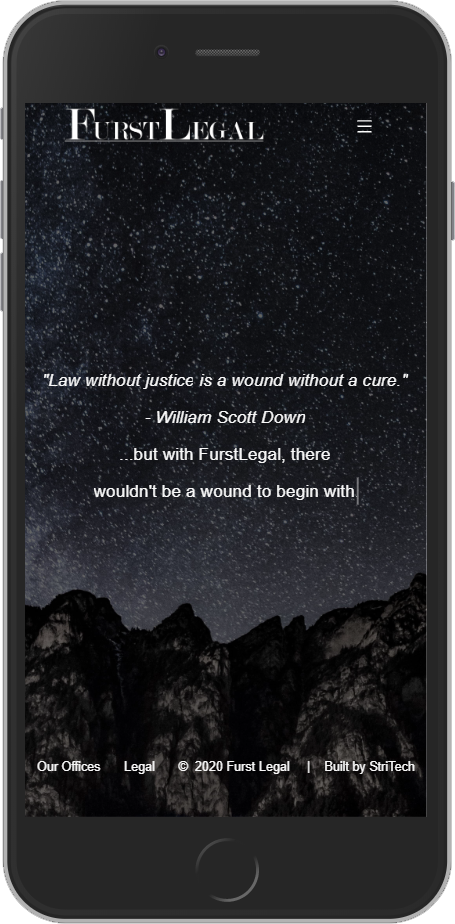 FURSTLEGAL
"Law without justice is a wound without a cure."
- William Scott Down
...but with FurstLegal, there
wouldn't be a wound to begin with.
Our Offices Legal © 2020 Furst Legal | Built by StriTech